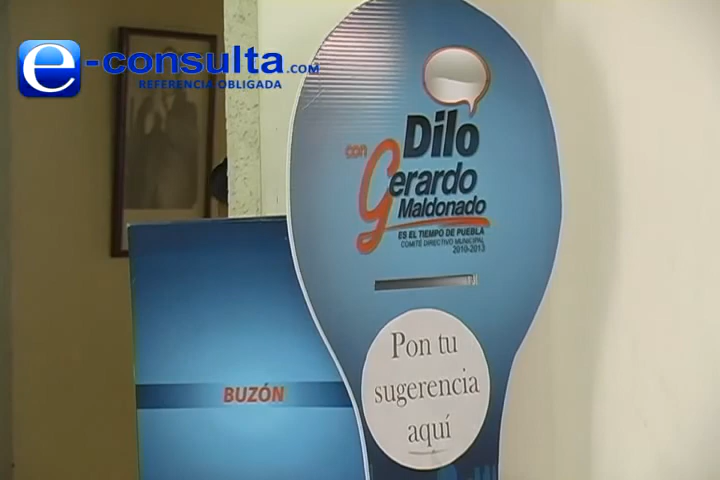 e-consulta.COM
REFERENCIA OBLIGADA
Dilo
con Gerardo
Maldonado
ES EL TIEMPO DE PUEBLA
COMITÉ DIRECTIVO MUNICIPAL
2010-2013
Pon tu
sugerencia
aquí
BUZÓN